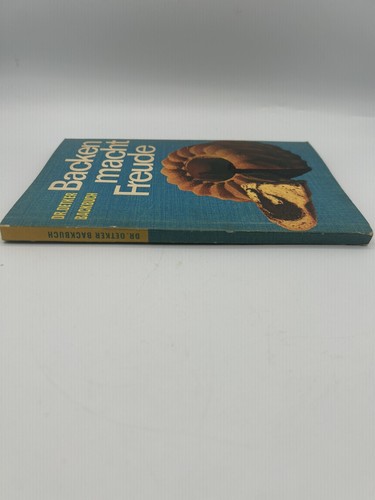 DR. OETKER
BACKBUCH
Backen
macht
Freude
DR. OETKER BACKBUCH